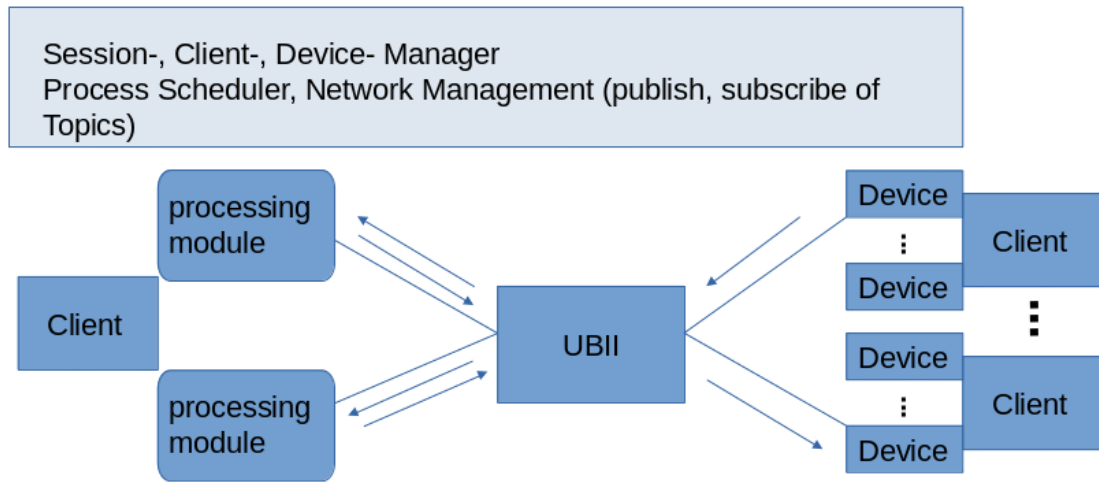 Session-, Client-, Device- Manager
Process Scheduler, Network Management (publish, subscribe of
Topics)
processing
module
Client
processing
module
UBII
Device
Device
Client
Device
Device
Client